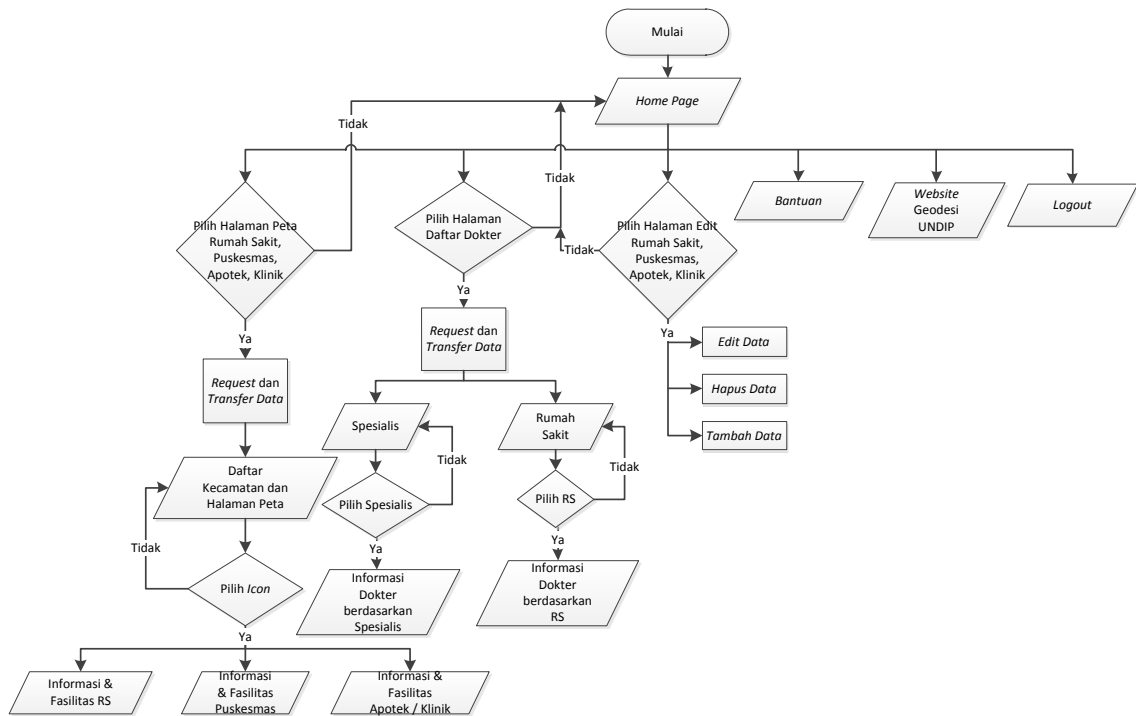 Mulai
Home Page
Tidak
Tidak
Tidak
Pilih Halaman Peta
Rumah Sakit,
Puskesmas,
Apotek, Klinik
Pilih Halaman
Daftar Dokter
Pilih Halaman Edit
Rumah Sakit,
Puskesmas,
Apotek, Klinik
Bantuan
Website
Geodesi
UNDIP
Logout
Ya
Ya
Ya
Request dan
Transfer Data
Request dan
Transfer Data
Edit Data
Hapus Data
Tambah Data
Spesialis
Rumah
Sakit
Tidak
Tidak
Daftar
Kecamatan dan
Halaman Peta
Pilih Spesialis
Pilih RS
Tidak
Ya
Ya
Pilih Icon
Informasi
Dokter
berdasarkan
Spesialis
Informasi
Dokter
berdasarkan
RS
Ya
Informasi &
Fasilitas RS
Informasi
& Fasilitas
Puskesmas
Informasi &
Fasilitas
Apotek / Klinik